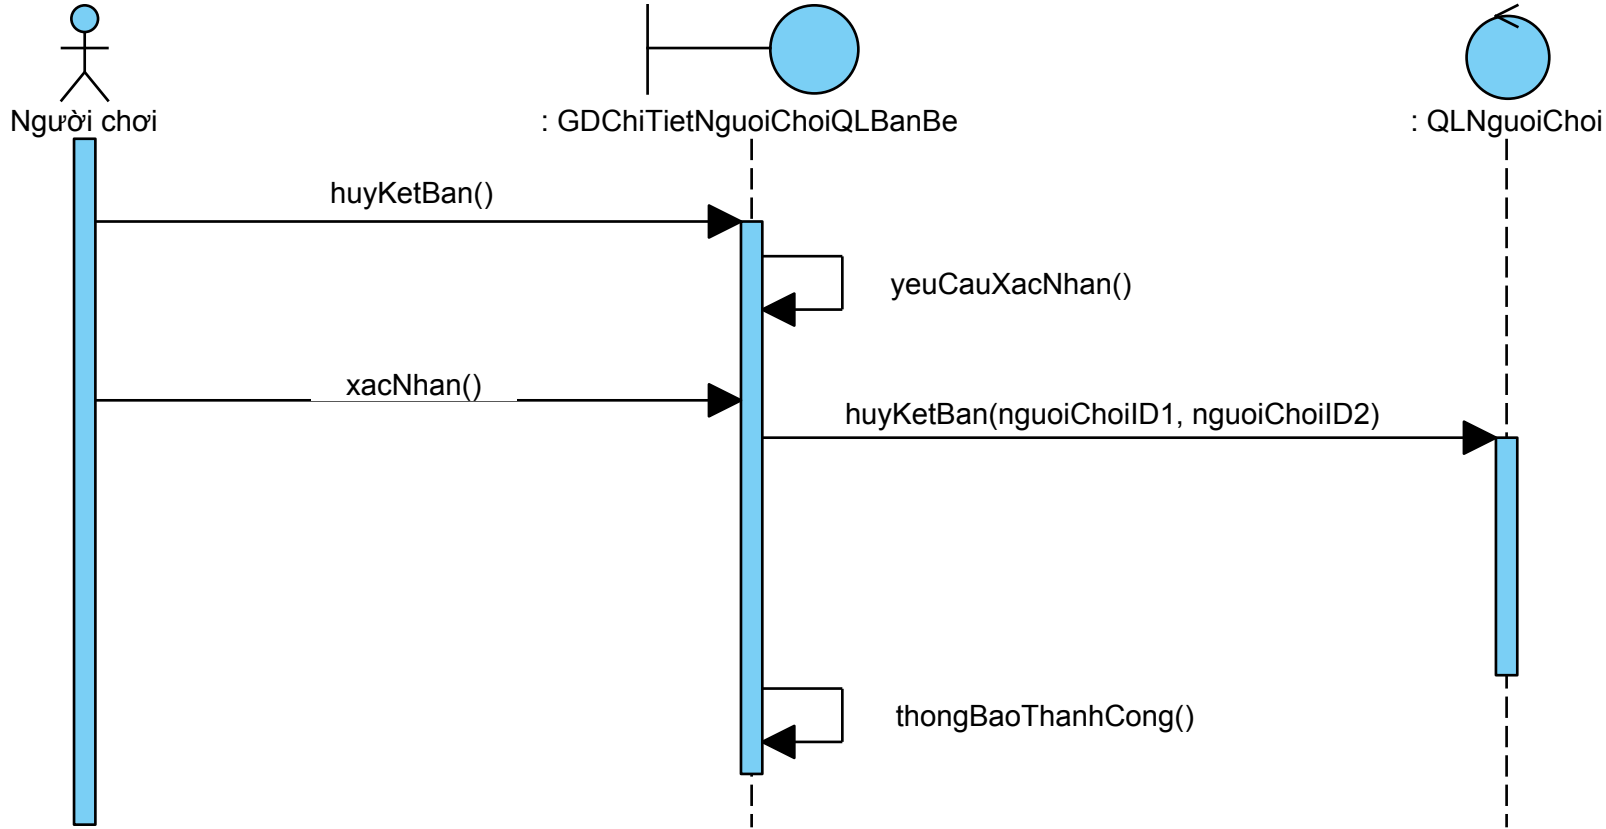 Người chơi
: GDChiTietNguoiChoiQLBanBe
: QLNguoiChoi
huyKetBan()
yeuCauXacNhan()
xacNhan()
huyKetBan(nguoiChoiID1, nguoiChoiID2)
thongBaoThanhCong()